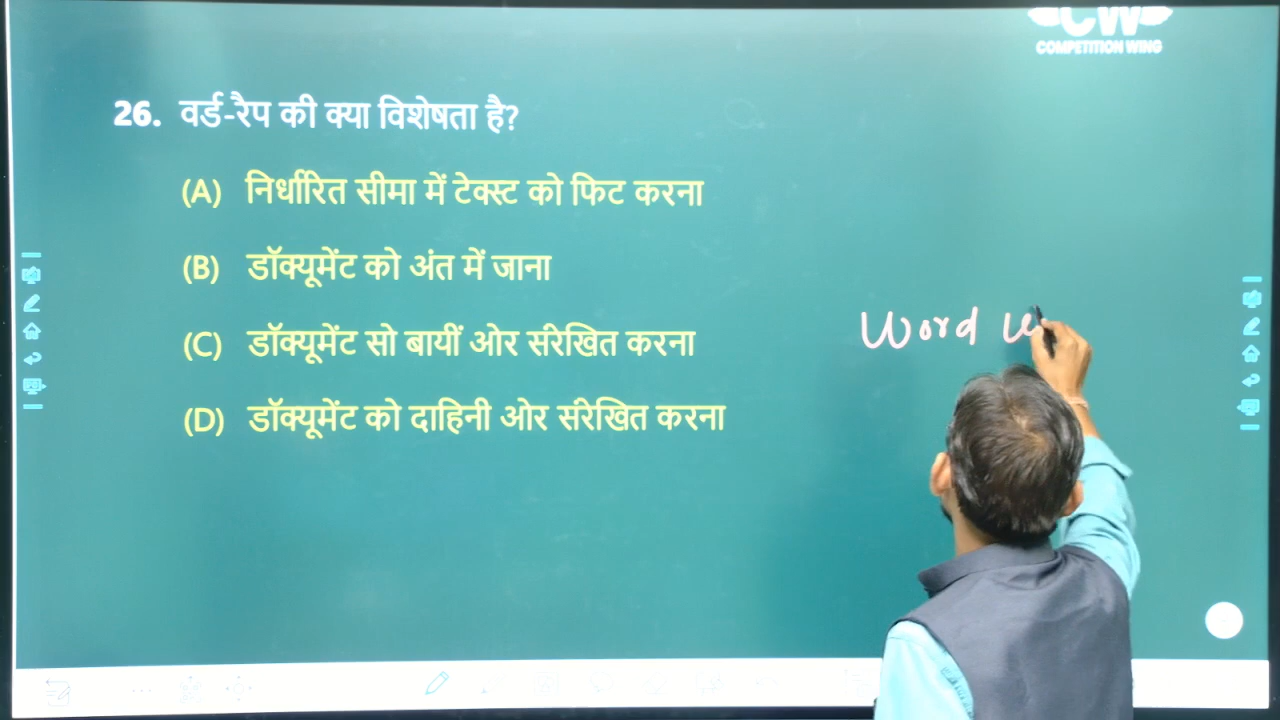 CW
COMPETITION WING
26. वर्ड-रैप की क्या विशेषता है?
(A) निर्धारित सीमा में टेक्स्ट को फिट करना
(B) डॉक्यूमेंट को अंत में जाना
(C) डॉक्यूमेंट सो बायीं ओर संरेखित करना
(D) डॉक्यूमेंट को दाहिनी ओर संरेखित करना
Word